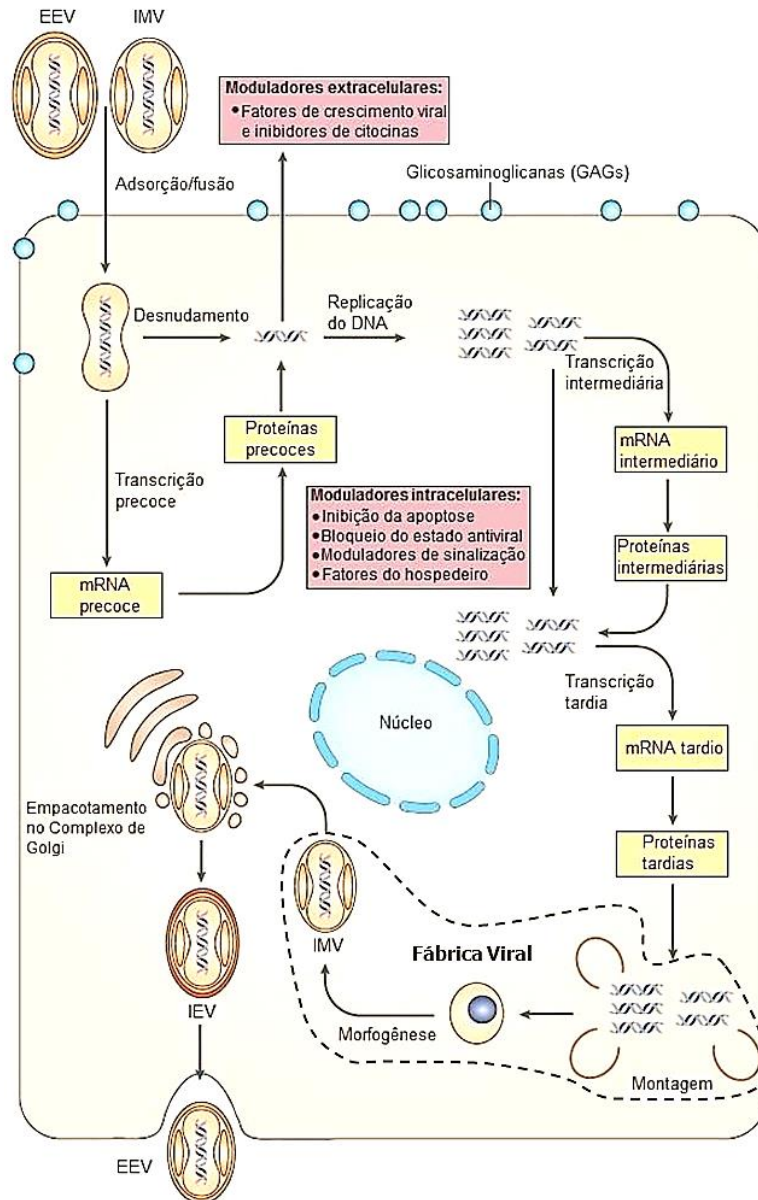 EEV
IMV
Moduladores extracelulares:
•Fatores de crescimento viral
e inibidores de citocinas
Adsorção/fusão
Glicosaminoglicanas (GAGs)
Desnudamento
Replicação
do DNA
Transcrição
intermediária
Proteínas
precoces
mRNA
intermediário
Transcrição
precoce
Moduladores intracelulares:
•Inibição da apoptose
•Bloqueio do estado antiviral
•Moduladores de sinalização
•Fatores do hospedeiro
Proteínas
intermediárias
mRNA
precoce
Transcrição
tardia
Núcleo
mRNA tardio
Empacotamento
no Complexo de
Golgi
Proteínas
tardias
IMV
Fábrica Viral
IEV
Morfogênese
Montagem
EEV